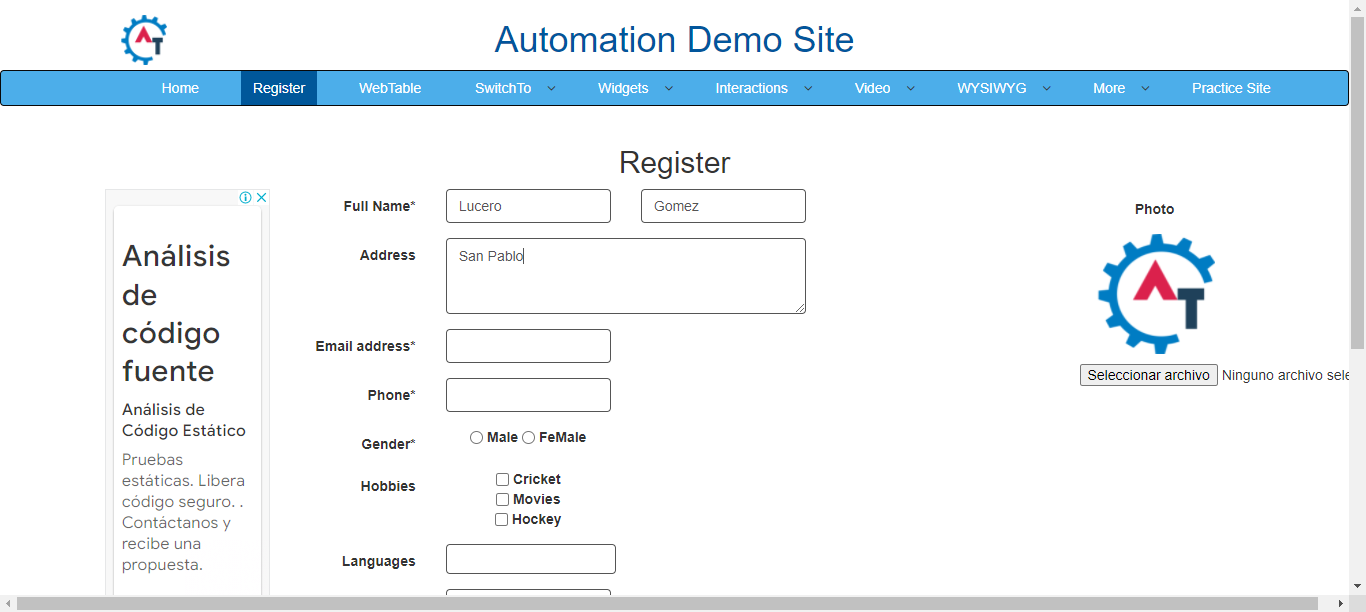 AT
Automation Demo Site
Home Register WebTable SwitchTo Widgets Interactions Video WYSIWYG More Practice Site
Register
Análisis
de
código
fuente
Análisis de
Código Estático
Pruebas
estáticas. Libera
código seguro. .
Contáctanos y
recibe una
propuesta.
Full Name* Lucero Gomez
Address San Pablo
Email address*
Phone*
Gender* Male FeMale
Hobbies Cricket
Movies
Hockey
Languages
Photo
AT
Seleccionar archivo Ninguno archivo sele